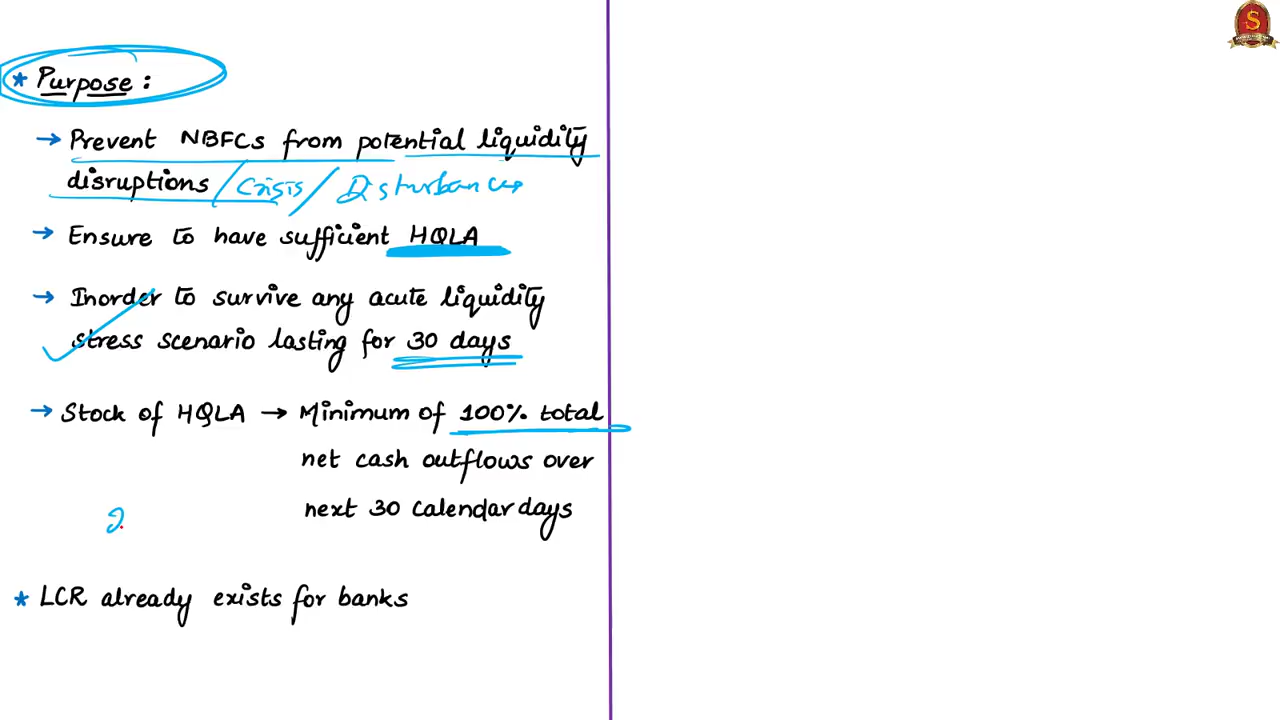 * Purpose :
→ Prevent NBFCs from potential liquidity
disruptions / Crisis / Disturbances
→ Ensure to have sufficient HQLA
→ Inorder to survive any acute liquidity
stress scenario lasting for 30 days
→ Stock of HQLA → Minimum of 100% total
net cash outflows over
next 30 calendar days
* LCR already exists for banks
S